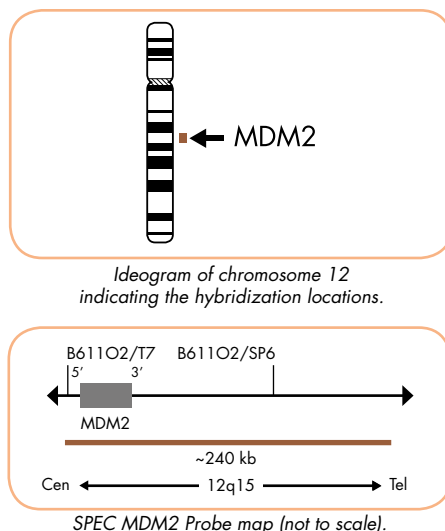 MDM2
Ideogram of chromosome 12
indicating the hybridization locations.
B611O2/T7 B611O2/SP6
5’ 3’
MDM2
~240 kb
Cen 12q15 Tel
SPEC MDM2 Probe map (not to scale).